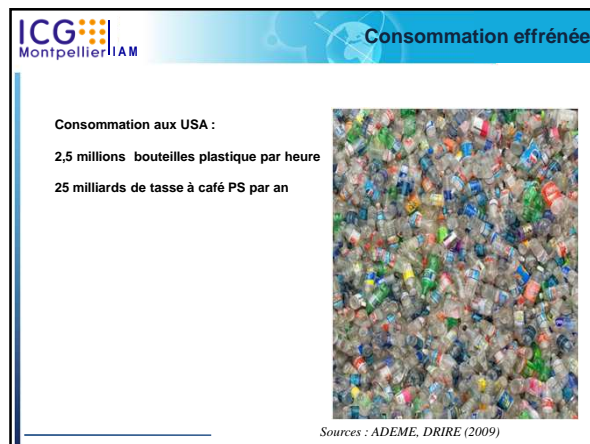 ICG
Montpellier IAM
Consommation effrénée
Consommation aux USA :
2,5 millions bouteilles plastique par heure
25 milliards de tasse à café PS par an
Sources : ADEME, DRIRE (2009)